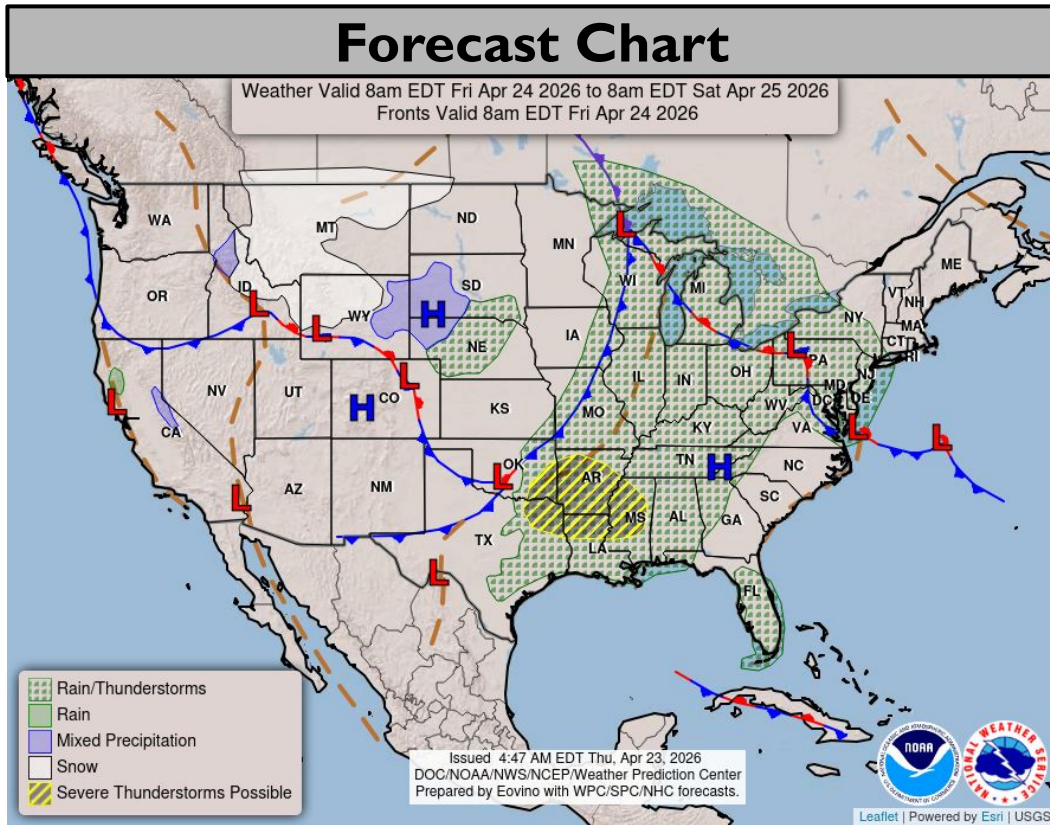 Forecast Chart
Weather Valid 8am EDT Fri Apr 24 2026 to 8am EDT Sat Apr 25 2026
Fronts Valid 8am EDT Fri Apr 24 2026
WA
MT
ND
MN
ME
OR
ID
WY
SD
WI
MI
NY
VT
NH
MA
CT
RI
NV
UT
CO
NE
IA
IL
IN
OH
PA
NJ
CA
KS
MO
KY
WV
VA
MD
DC
DE
AZ
NM
OK
AR
TN
NC
SC
TX
LA
MS
AL
GA
FL
L
L
L
L
L
L
L
L
L
L
L
L
H
H
H
Rain/Thunderstorms
Rain
Mixed Precipitation
Snow
Severe Thunderstorms Possible
Issued 4:47 AM EDT Thu, Apr 23, 2026
DOC/NOAA/NWS/NCEP/Weather Prediction Center
Prepared by Eovino with WPC/SPC/NHC forecasts.
NOAA
NATIONAL WEATHER SERVICE
Leaflet | Powered by Esri | USGS